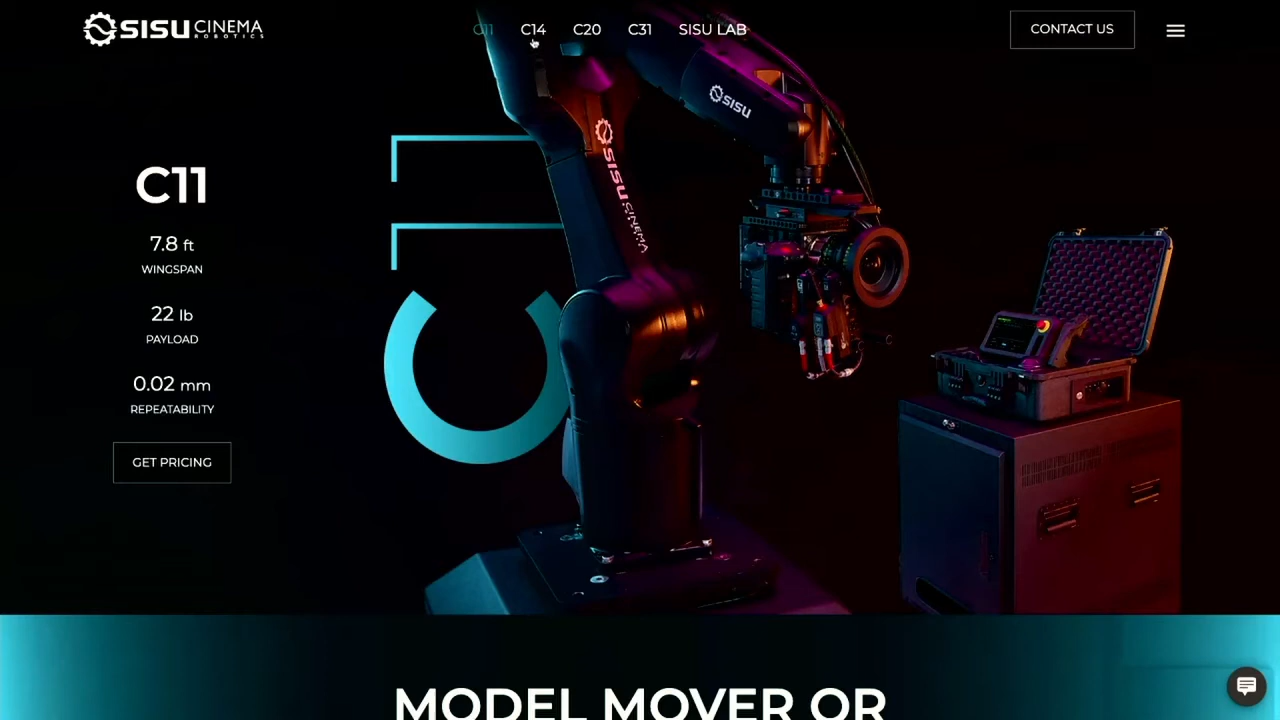 SISU CINEMA ROBOTICS
C11 C14 C20 C31 SISU LAB
CONTACT US
SISU
SISU CINEMA
C11
C11
7.8 ft
WINGSPAN
22 lb
PAYLOAD
0.02 mm
REPEATABILITY
GET PRICING
MODEL MOVER OR